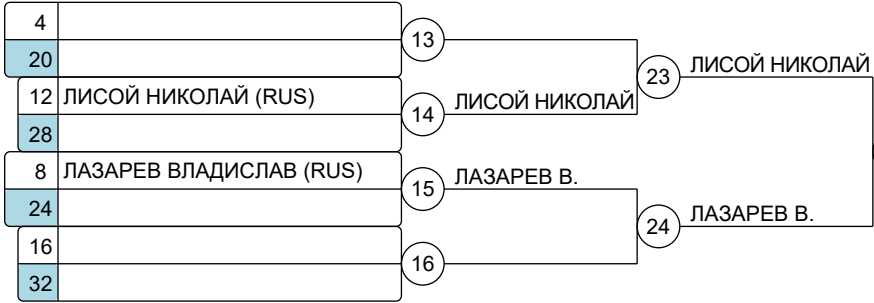 4
13
20
23 ЛИСОЙ НИКОЛАЙ
12 ЛИСОЙ НИКОЛАЙ (RUS)
14 ЛИСОЙ НИКОЛАЙ
28
8 ЛАЗАРЕВ ВЛАДИСЛАВ (RUS)
15 ЛАЗАРЕВ В.
24
24 ЛАЗАРЕВ В.
16
16
32